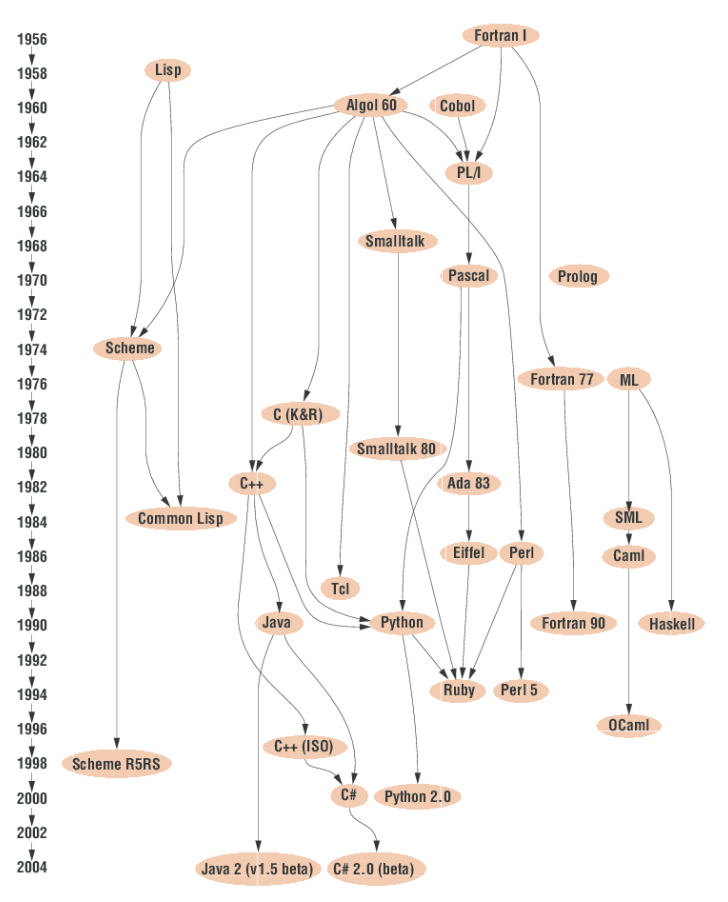 1956
Fortran I
1958
Lisp
1960
Algol 60
Cobol
1962
1964
PL/I
1966
1968
Smalltalk
1970
Pascal
Prolog
1972
1974
Scheme
1976
Fortran 77
ML
1978
C (K&R)
1980
Smalltalk 80
1982
C++
Ada 83
1984
Common Lisp
SML
1986
Eiffel
Perl
Caml
1988
Tcl
1990
Java
Python
Fortran 90
Haskell
1992
1994
Ruby
Perl 5
1996
OCaml
C++ (ISO)
1998
Scheme R5RS
2000
C#
Python 2.0
2002
2004
Java 2 (v1.5 beta)
C# 2.0 (beta)